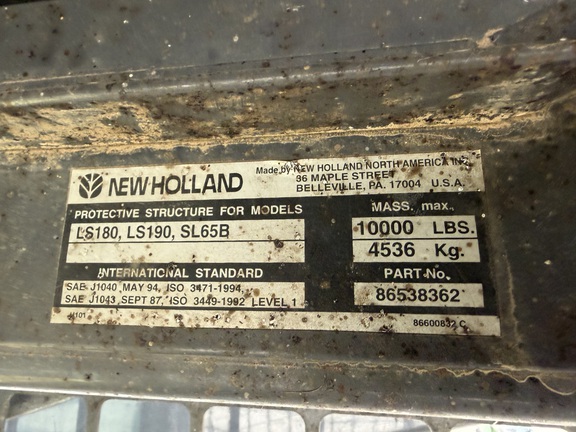 NEW HOLLAND
Made by NEW HOLLAND NORTH AMERICA INC.
36 MAPLE STREET
BELLEVILLE, PA. 17004 U.S.A.
PROTECTIVE STRUCTURE FOR MODELS
LS180, LS190, SL65B
MASS. max.
10000 LBS.
4536 Kg.
INTERNATIONAL STANDARD
SAE J1040, MAY 94, ISO 3471-1994,
SAE J1043, SEPT 87, ISO 3449-1992 LEVEL 1
PART No.
86538362
86600832 C